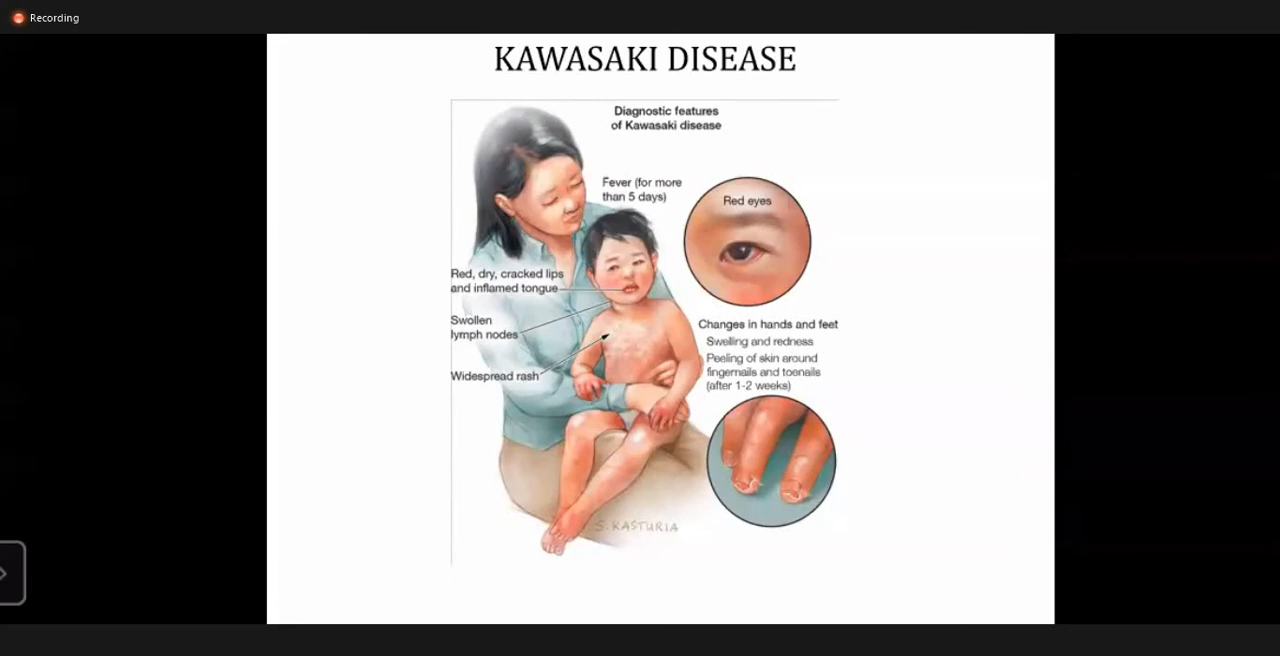 Recording
KAWASAKI DISEASE
Diagnostic features
of Kawasaki disease
Fever (for more
than 5 days)
Red eyes
Red, dry, cracked lips
and inflamed tongue
Swollen
lymph nodes
Widespread rash
Changes in hands and feet
Swelling and redness
Peeling of skin around
fingernails and toenails
(after 1-2 weeks)
S. KASTURIA